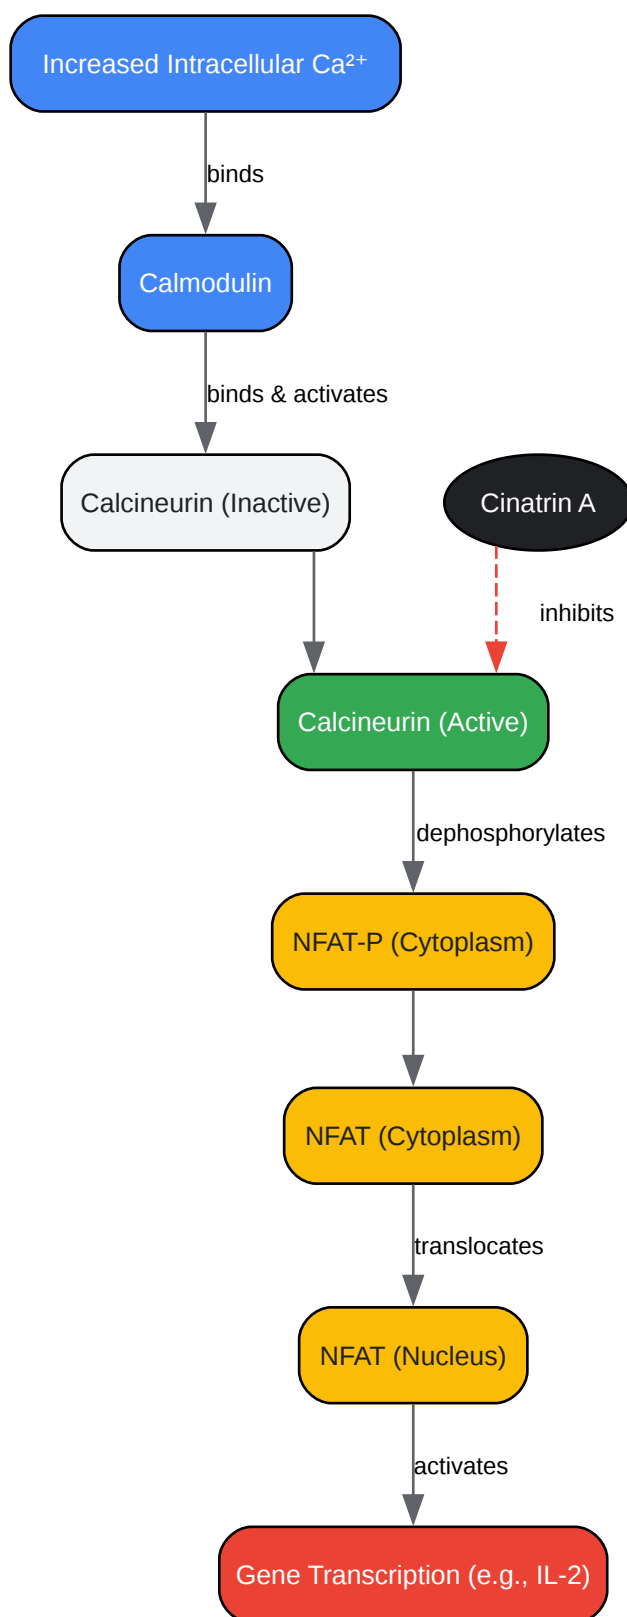 Increased Intracellular Ca²⁺
binds
Calmodulin
binds & activates
Calcineurin (Inactive)
Cinatrin A
inhibits
Calcineurin (Active)
dephosphorylates
NFAT-P (Cytoplasm)
NFAT (Cytoplasm)
translocates
NFAT (Nucleus)
activates
Gene Transcription (e.g., IL-2)